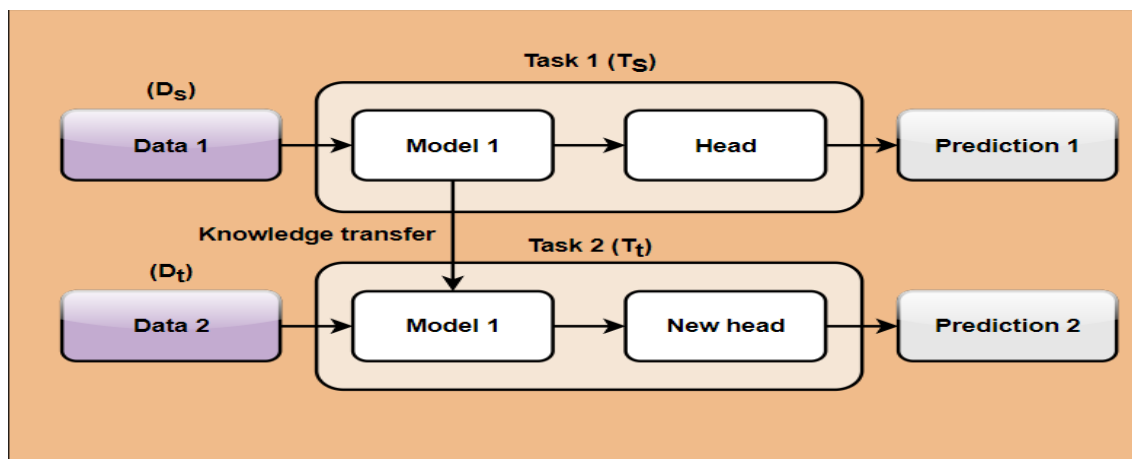 Task 1 (Ts)
(Ds)
Data 1
Model 1
Head
Prediction 1
Knowledge transfer
Task 2 (Tt)
(Dt)
Data 2
Model 1
New head
Prediction 2